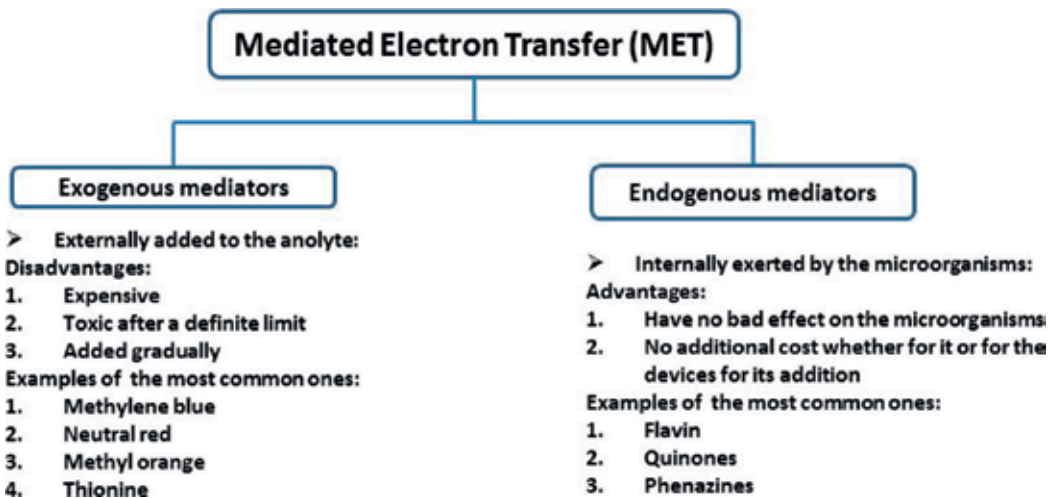 Mediated Electron Transfer (MET)
Exogenous mediators
➢ Externally added to the anolyte:
Disadvantages:
1. Expensive
2. Toxic after a definite limit
3. Added gradually
Examples of the most common ones:
1. Methylene blue
2. Neutral red
3. Methyl orange
4. Thionine
Endogenous mediators
➢ Internally exerted by the microorganisms:
Advantages:
1. Have no bad effect on the microorganisms
2. No additional cost whether for it or for the
devices for its addition
Examples of the most common ones:
1. Flavin
2. Quinones
3. Phenazines